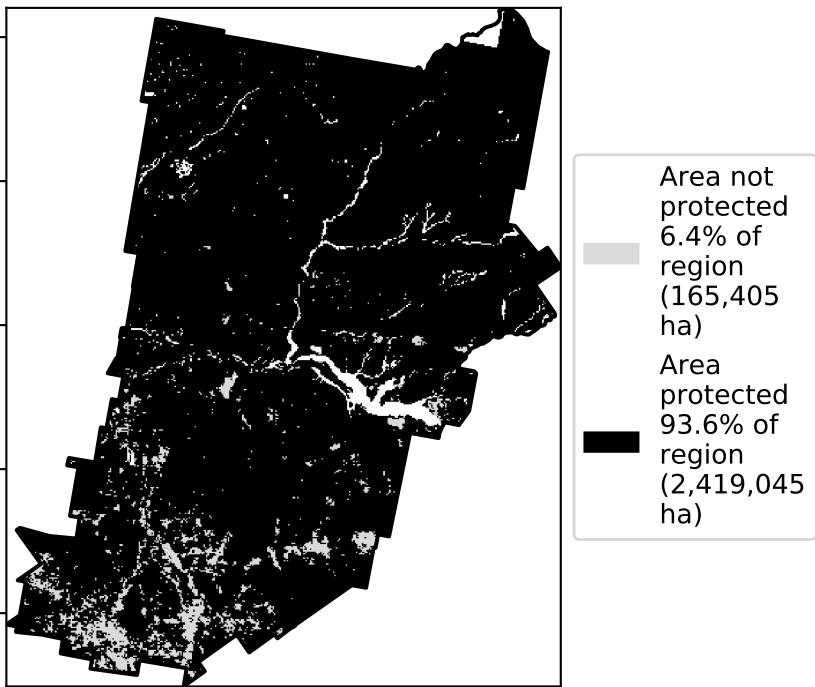 Area not
protected
6.4% of
region
(165,405
ha)
Area
protected
93.6% of
region
(2,419,045
ha)